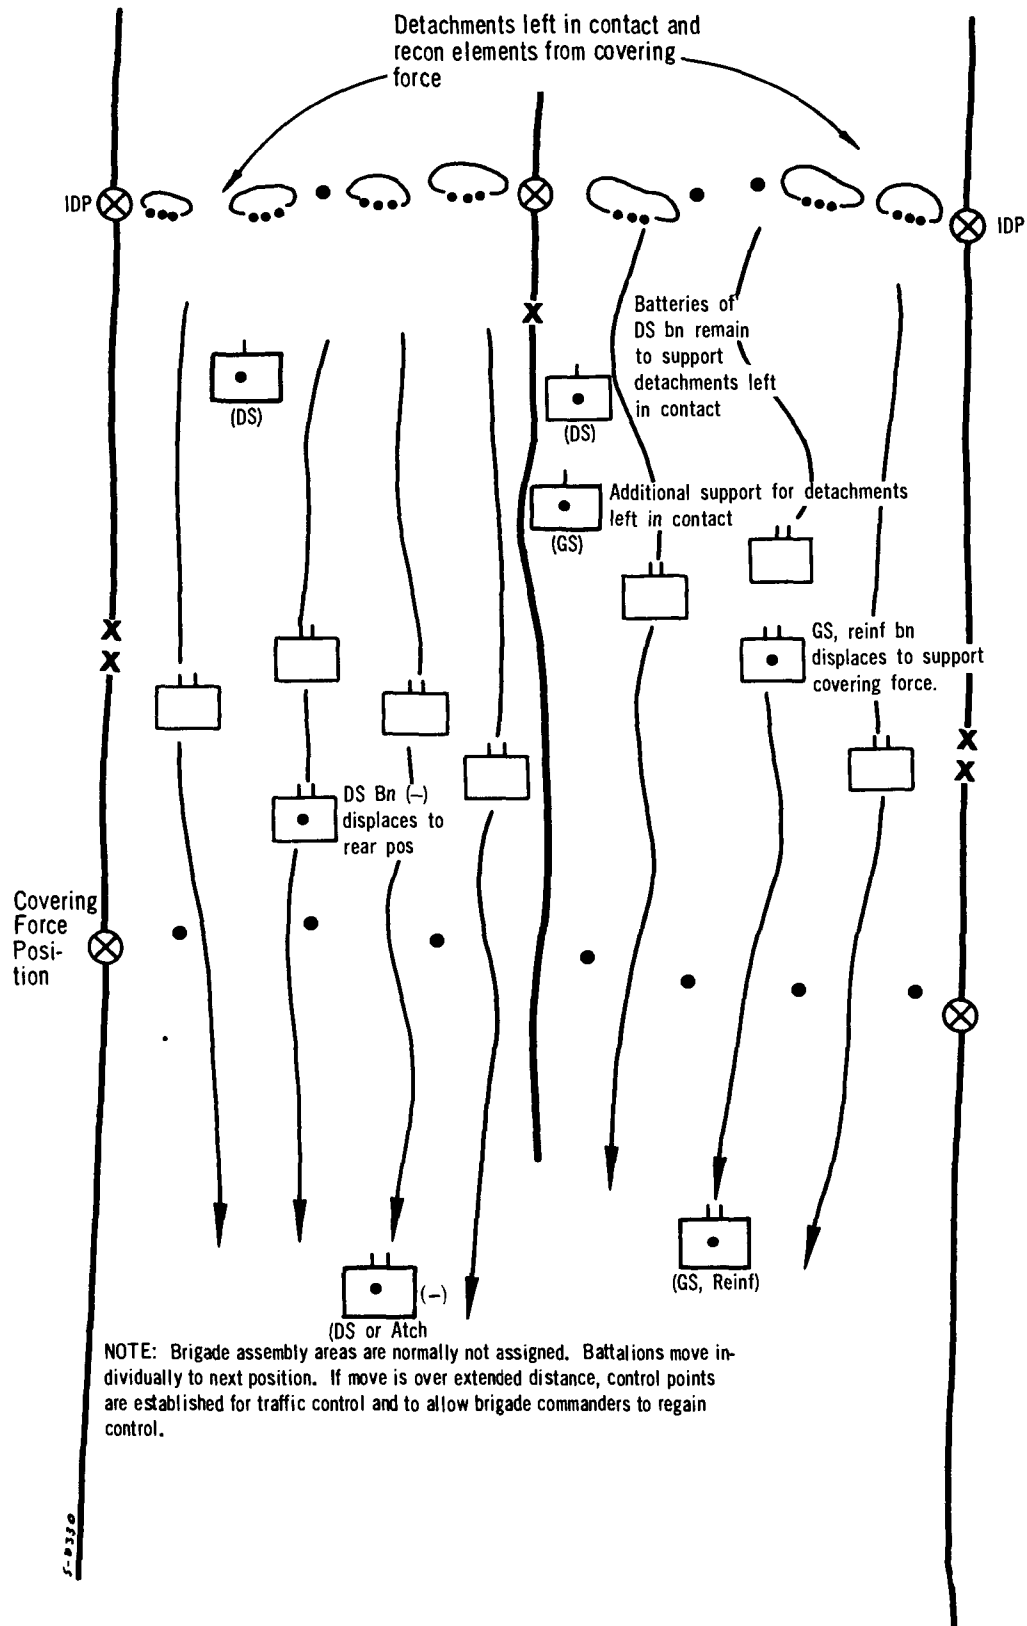 Detachments left in contact and
recon elements from covering
force
IDP
IDP
X
Batteries of
DS bn remain
to support
detachments left
in contact
(DS)
(DS)
Additional support for detachments
left in contact
(GS)
X
X
GS, reinf bn
displaces to support
covering force.
X
X
DS Bn (–)
displaces to
rear pos
Covering
Force
Posi-
tion
(GS, Reinf)
(–)
(DS or Atch
NOTE: Brigade assembly areas are normally not assigned. Battalions move in-
dividually to next position. If move is over extended distance, control points
are established for traffic control and to allow brigade commanders to regain
control.